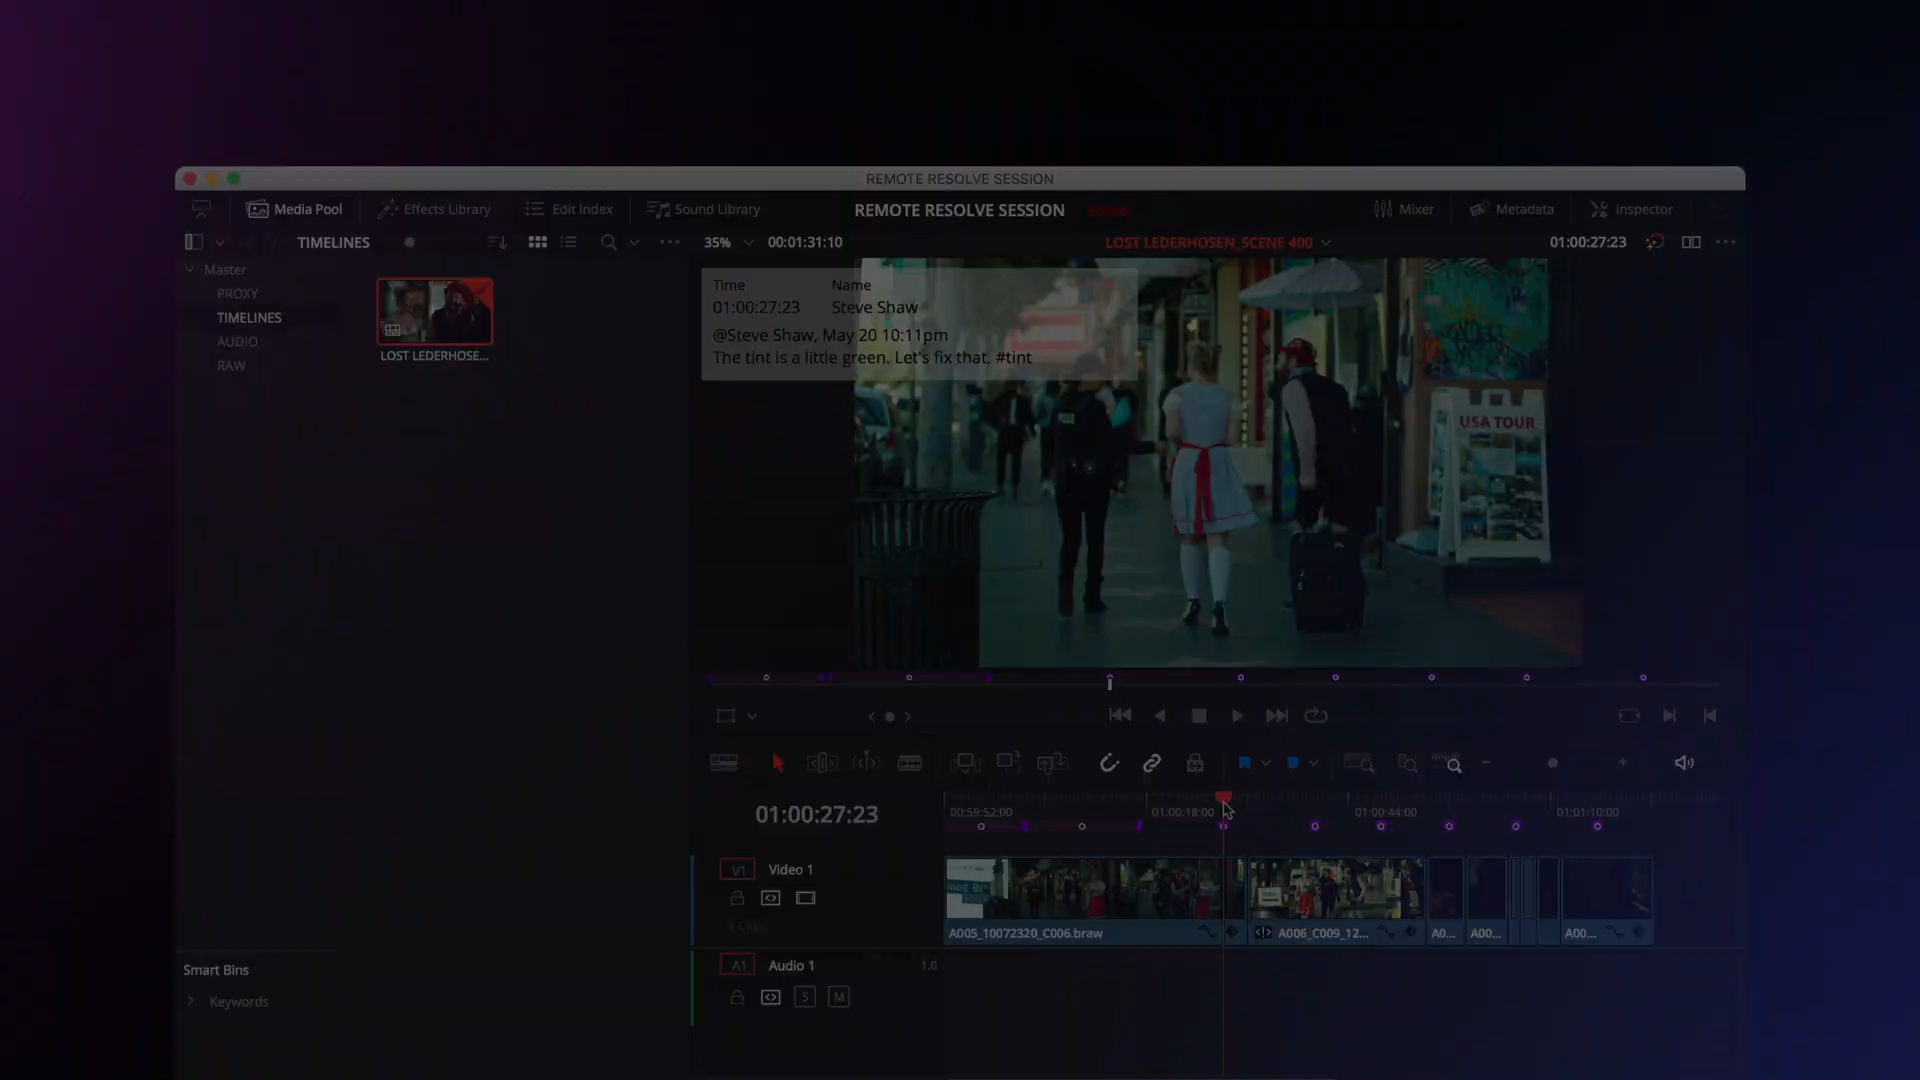 REMOTE RESOLVE SESSION
Media Pool
Effects Library
Edit Index
Sound Library
REMOTE RESOLVE SESSION
Edited
Mixer
Metadata
Inspector
TIMELINES
35%
00:01:31:10
LOST LEDERHOSEN_SCENE 400
01:00:27:23
Master
PROXY
TIMELINES
AUDIO
RAW
LOST LEDERHOSE...
Time Name
01:00:27:23 Steve Shaw
@Steve Shaw, May 20 10:11pm
The tint is a little green. Let's fix that. #tint
POLICE
USA TOUR
01:00:27:23
00:59:52:00
01:00:18:00
01:00:44:00
01:01:10:00
V1 Video 1
A005_10072320_C006.braw
A006_C009_12...
A0...
A00...
A00...
A1 Audio 1 1.0
S M
Smart Bins
Keywords